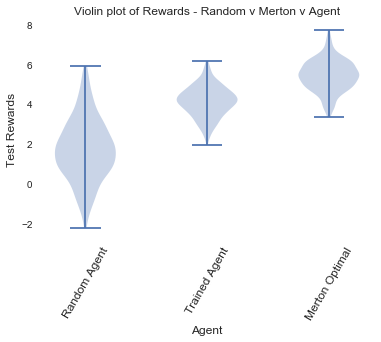 Violin plot of Rewards - Random v Merton v Agent
8
6
4
2
0
−2
Test Rewards
Random Agent
Trained Agent
Merton Optimal
Agent